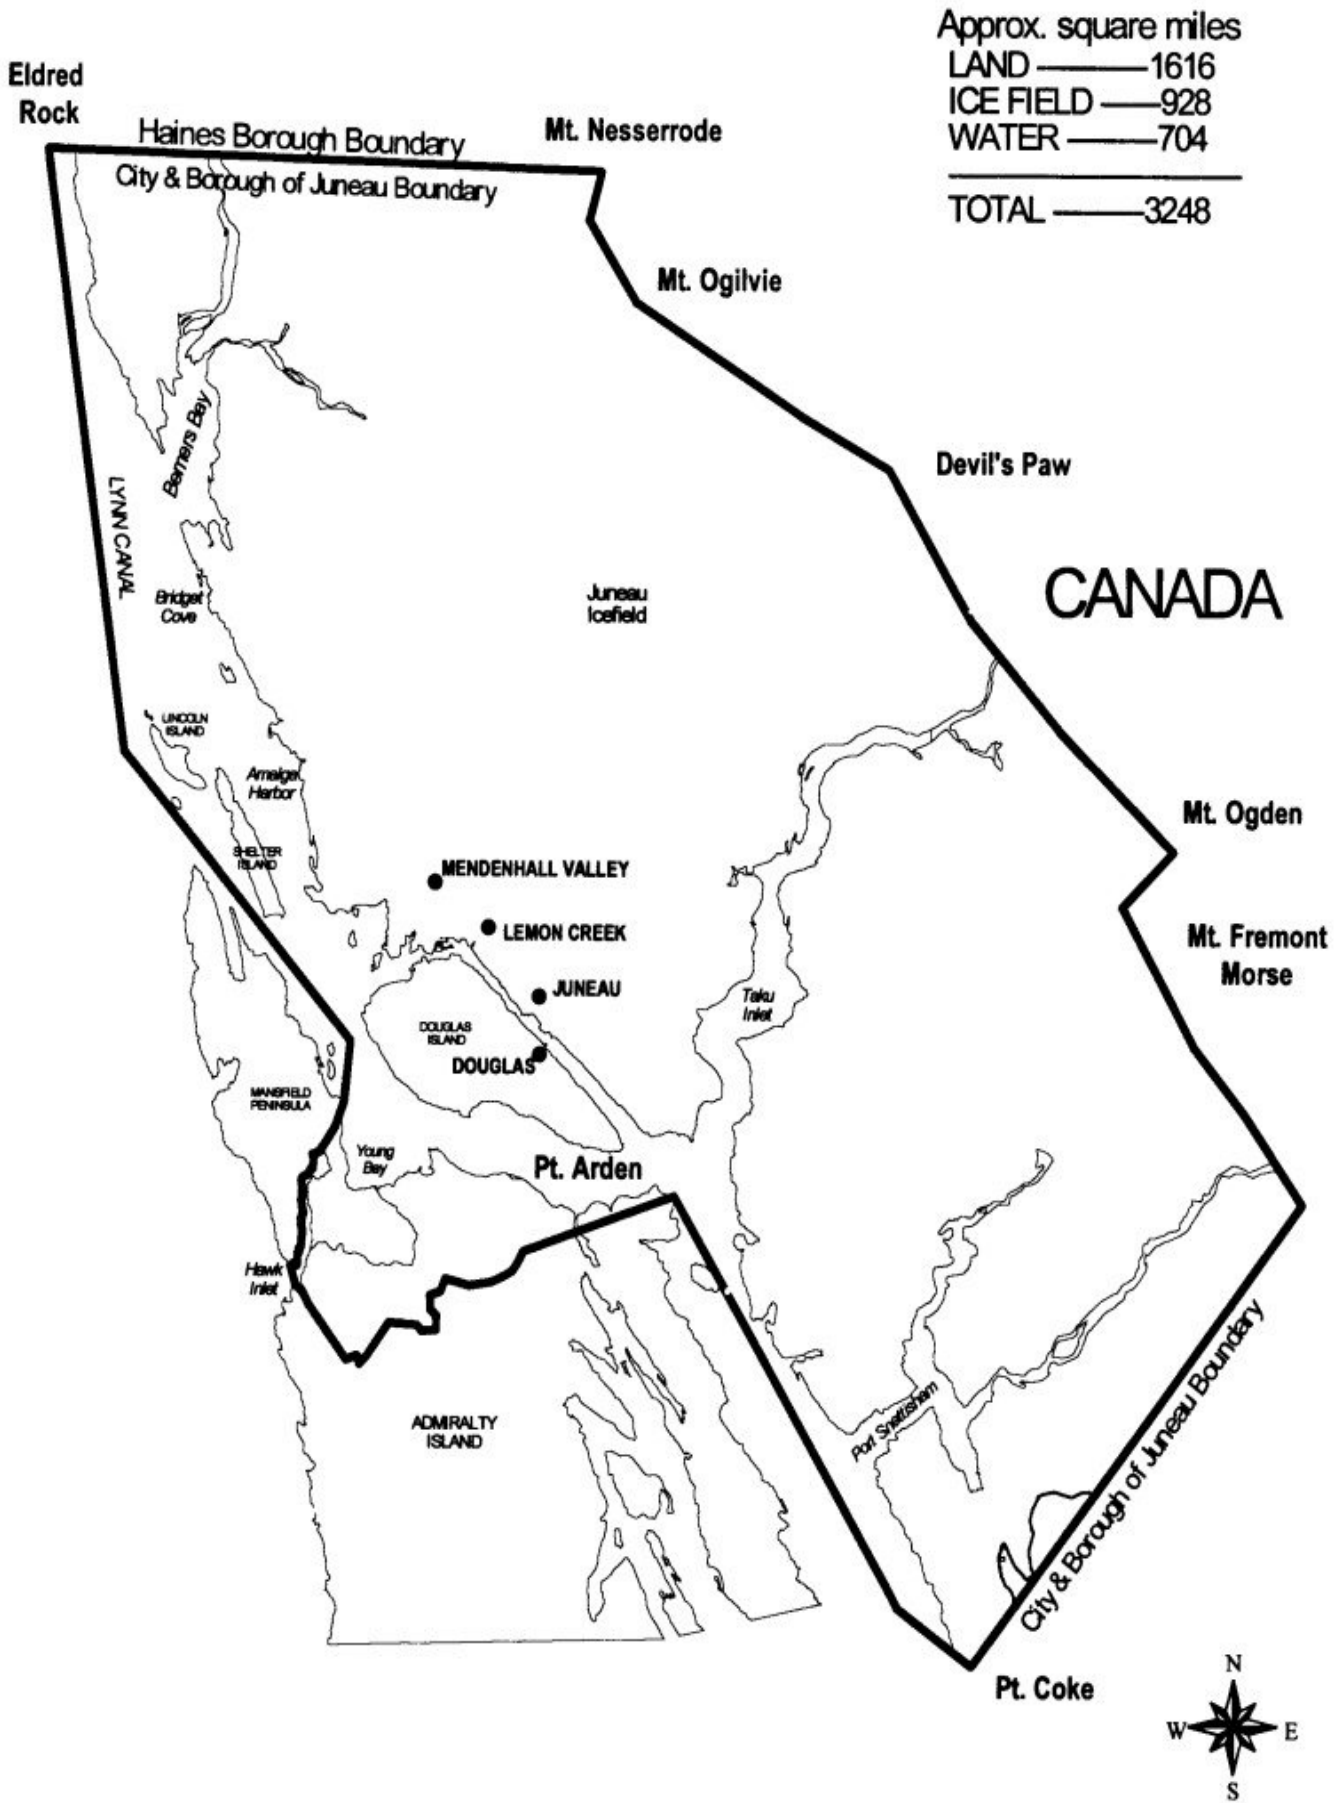 Approx. square miles
LAND 1616
ICE FIELD 928
WATER 704
TOTAL 3248
Eldred
Rock
Haines Borough Boundary
City & Borough of Juneau Boundary
Mt. Nesserrode
Mt. Ogilvie
Devil's Paw
CANADA
Berners Bay
LYNN CANAL
Bridget
Cove
Juneau
Icefield
LINCOLN
ISLAND
Amalga
Harbor
SHELTER
ISLAND
MENDENHALL VALLEY
LEMON CREEK
JUNEAU
DOUGLAS
ISLAND
DOUGLAS
Taku
Inlet
Mt. Ogden
Mt. Fremont
Morse
MANSFIELD
PENINSULA
Young
Bay
Pt. Arden
Hawk
Inlet
ADMIRALTY
ISLAND
Port Snettisham
City & Borough of Juneau Boundary
Pt. Coke
N
W E
S